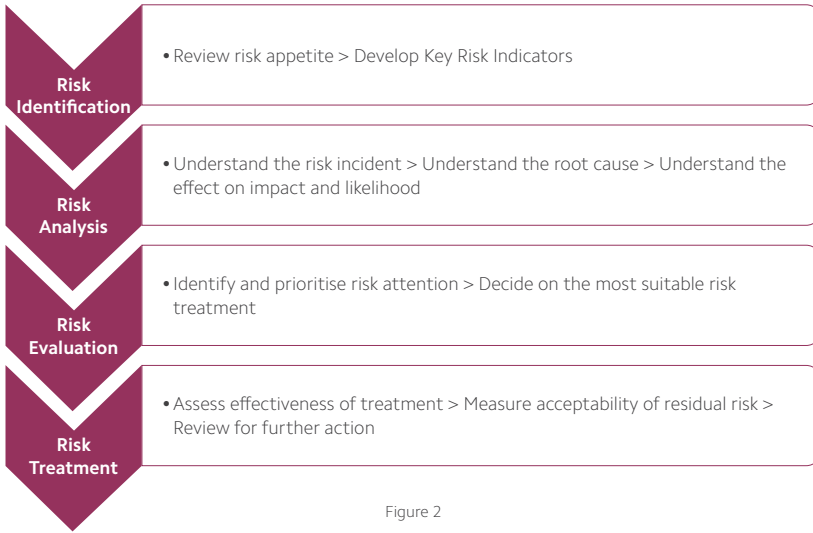 Risk
Identification
• Review risk appetite > Develop Key Risk Indicators
Risk
Analysis
• Understand the risk incident > Understand the root cause > Understand the
effect on impact and likelihood
Risk
Evaluation
• Identify and prioritise risk attention > Decide on the most suitable risk
treatment
Risk
Treatment
• Assess effectiveness of treatment > Measure acceptability of residual risk >
Review for further action
Figure 2